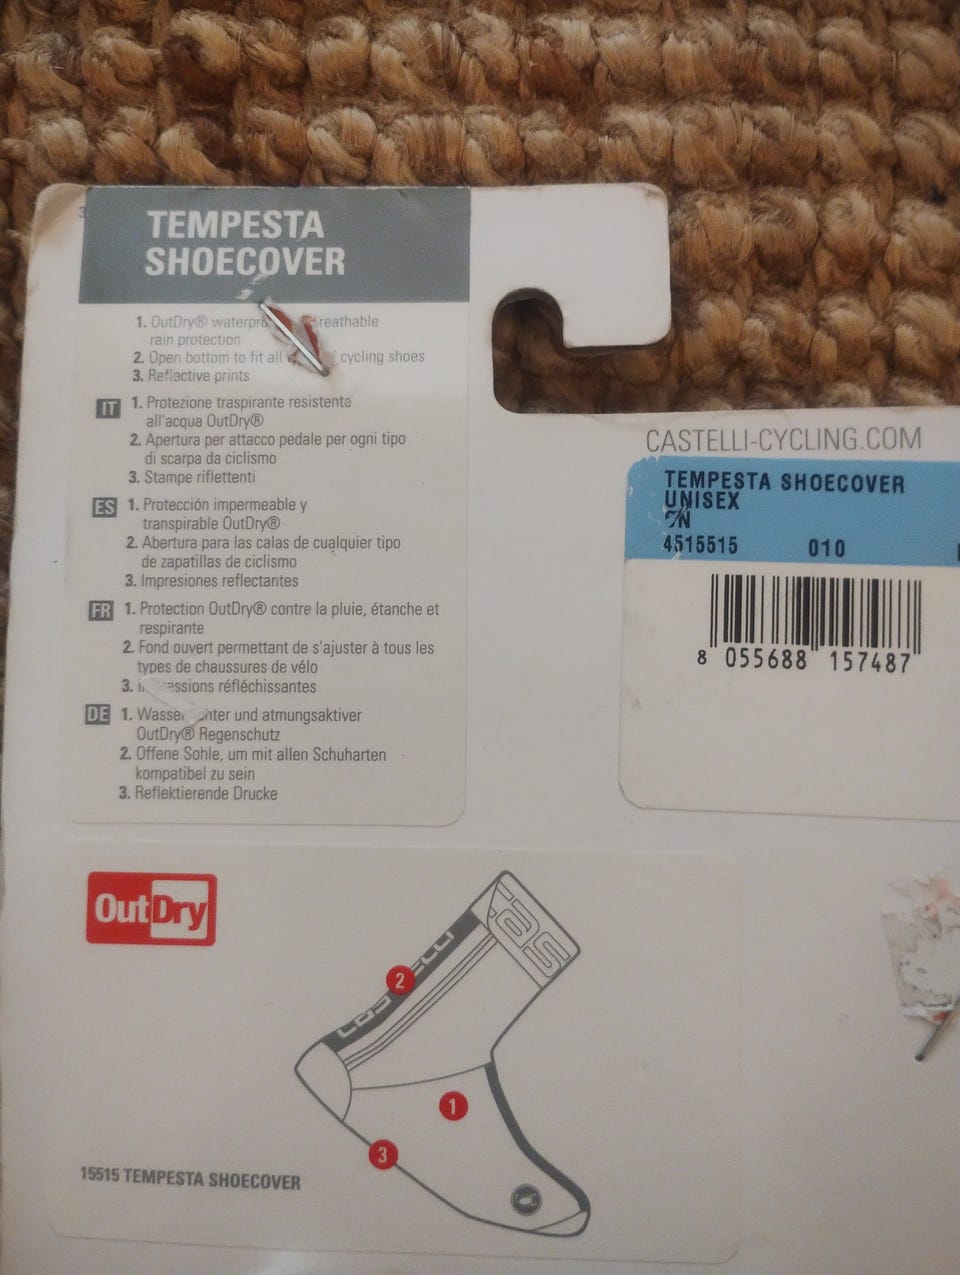 TEMPESTA
SHOECOVER
1. OutDry® reathable
rain protection
2. Open bottom to fit all cycling shoes
3. Reflective prints
IT 1. Protezione traspirante resistente
all'acqua OutDry®
2. Apertura per attacco pedale per ogni tipo
di scarpa da ciclismo
3. Stampe riflettenti
ES 1. Protección impermeable y
transpirable OutDry®
2. Abertura para las calas de cualquier tipo
de zapatillas de ciclismo
3. Impresiones reflectantes
FR 1. Protection OutDry® contre la pluie, étanche et
respirante
2. Fond ouvert permettant de s'ajuster à tous les
types de chaussures de vélo
3. réfléchissantes
DE 1. und atmungsaktiver
OutDry® Regenschutz
2. Offene Sohle, um mit allen Schuharten
kompatibel zu sein
3. Reflektierende Drucke
CASTELLI-CYCLING.COM
TEMPESTA SHOECOVER
UNISEX
4515515 010
8 055688 157487
OutDry
2
1
3
15515 TEMPESTA SHOECOVER